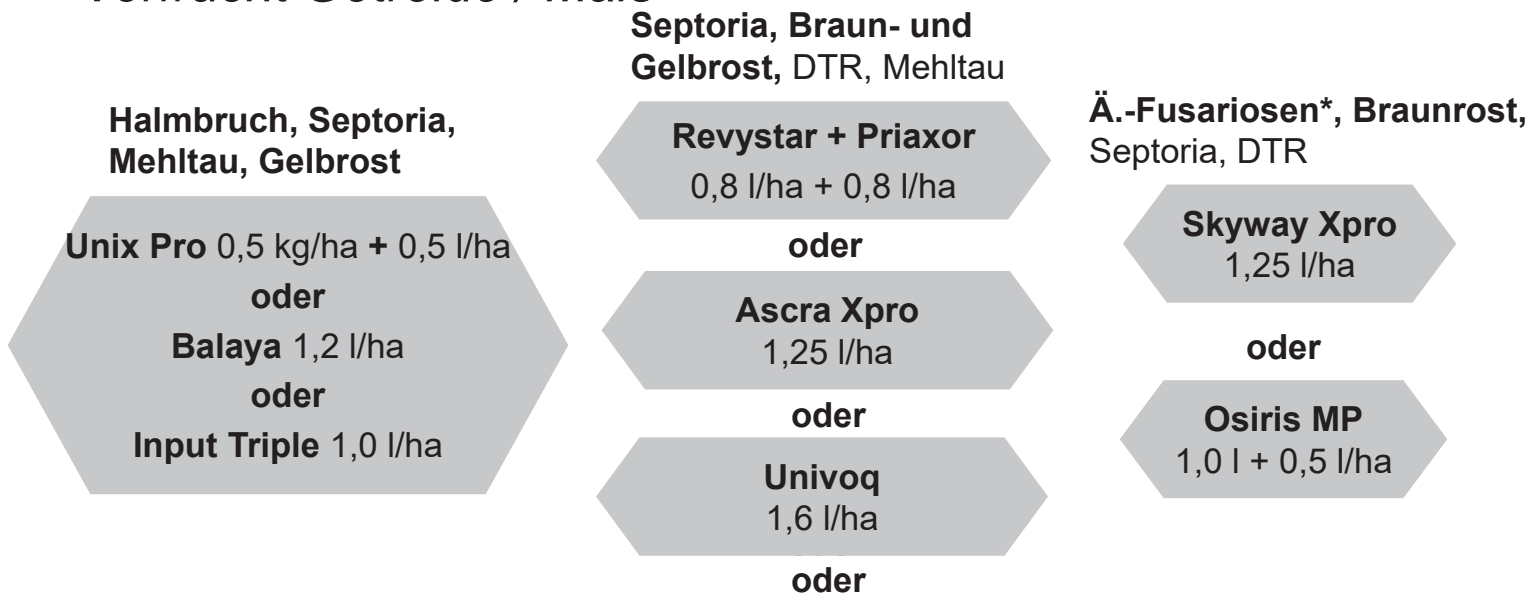 Vorfrucht Getreide / Mais
Halmbruch, Septoria,
Mehltau, Gelbrost
Unix Pro 0,5 kg/ha + 0,5 l/ha
oder
Balaya 1,2 l/ha
oder
Input Triple 1,0 l/ha
Septoria, Braun- und
Gelbrost, DTR, Mehltau
Revystar + Priaxor
0,8 l/ha + 0,8 l/ha
oder
Ascra Xpro
1,25 l/ha
oder
Univoq
1,6 l/ha
oder
Ä.-Fusariosen*, Braunrost,
Septoria, DTR
Skyway Xpro
1,25 l/ha
oder
Osiris MP
1,0 l + 0,5 l/ha